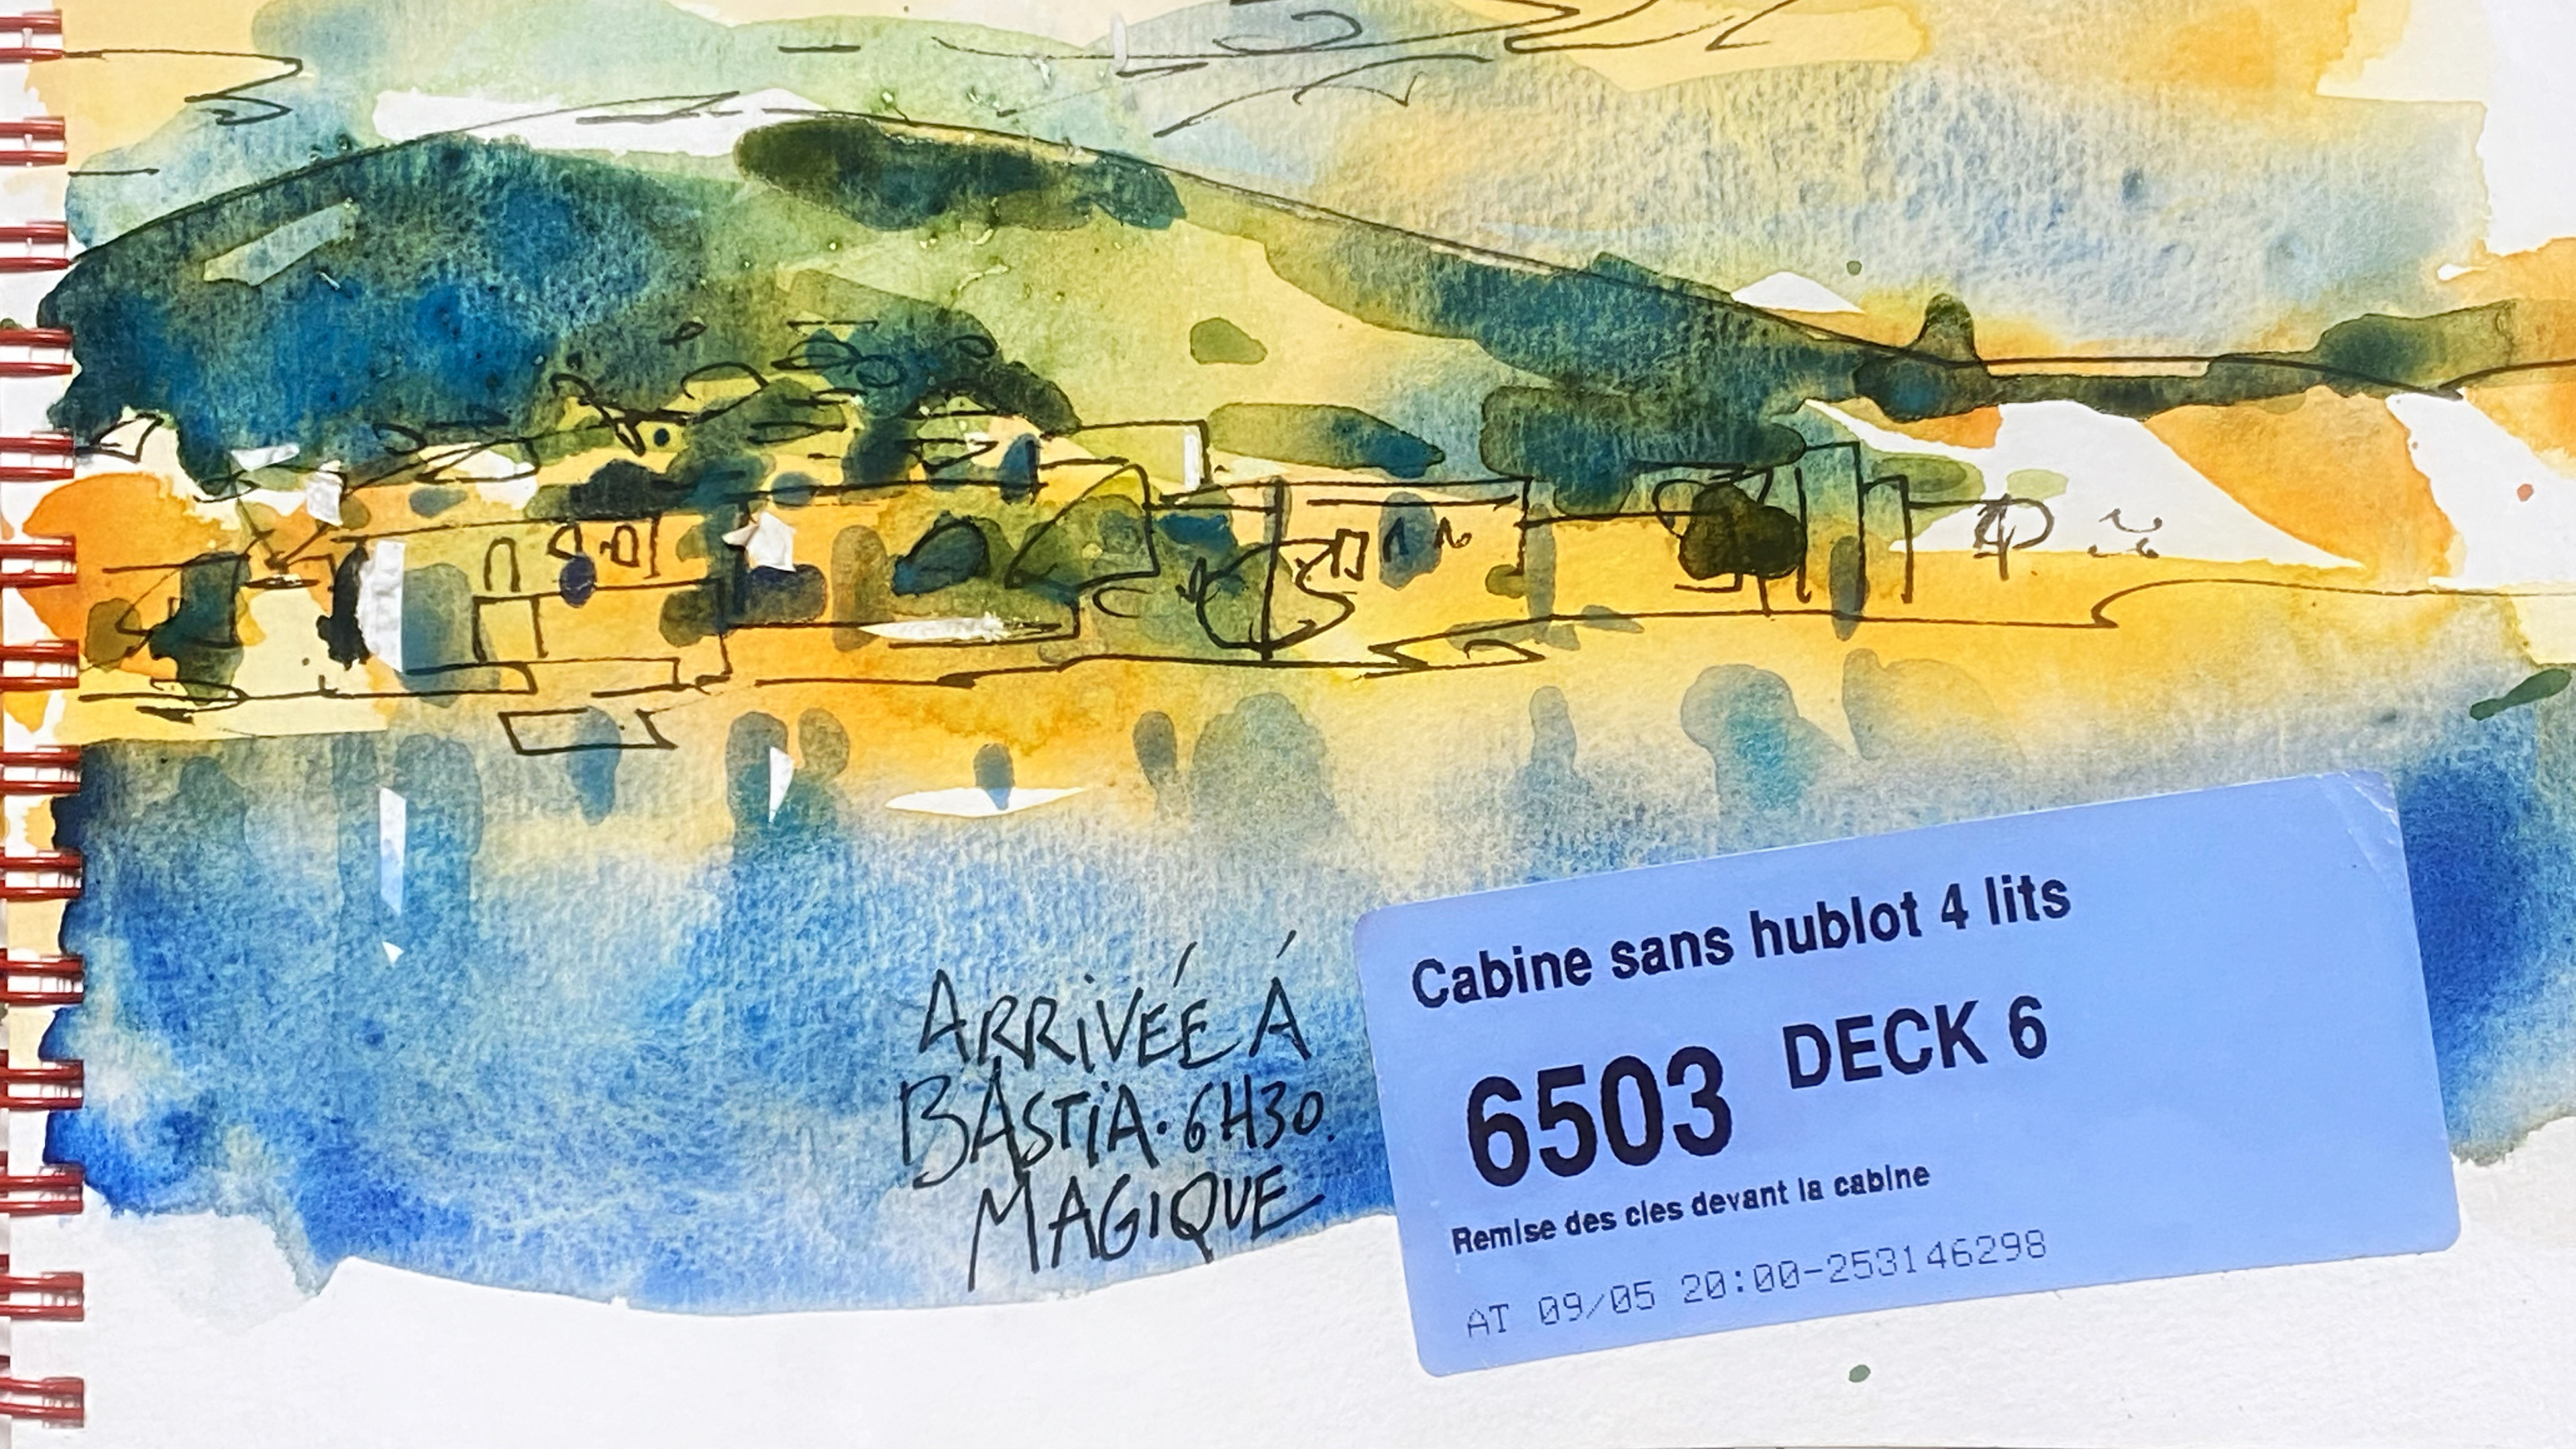 ARRIVÉE Á
BASTIA. 6H30.
MAGIQUE
Cabine sans hublot 4 lits
6503 DECK 6
Remise des cles devant la cabine
AT 09/05 20:00-253146298